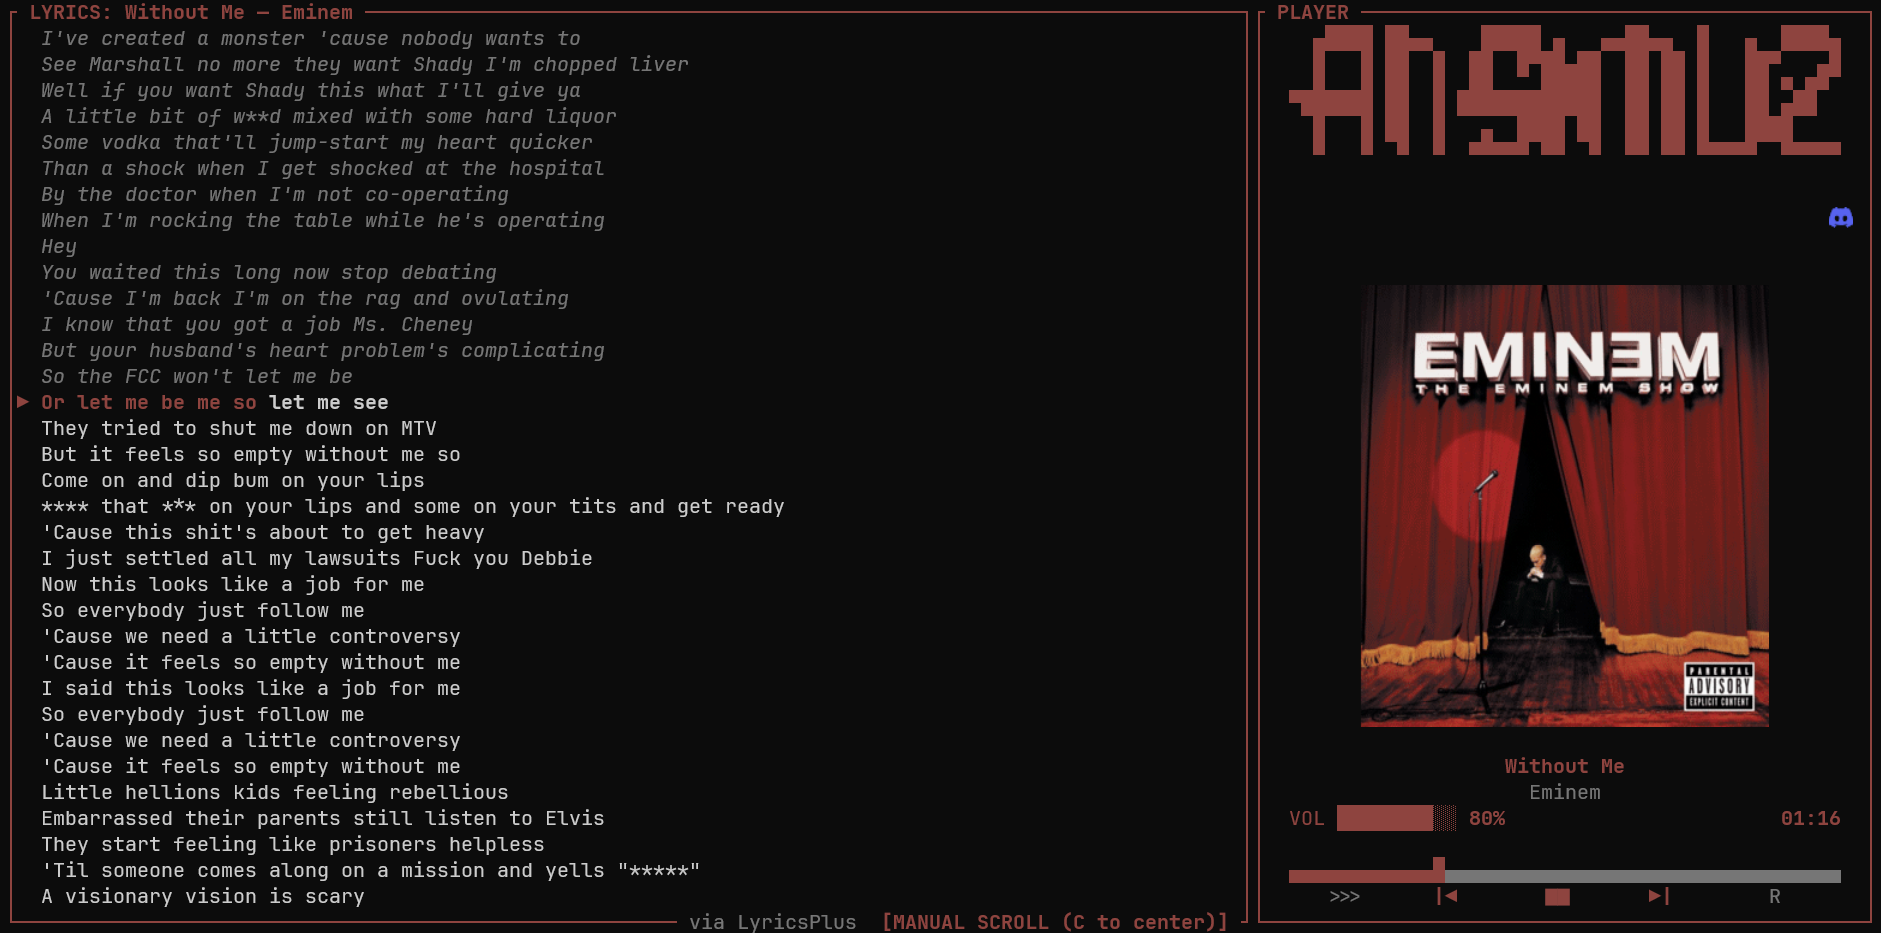 LYRICS: Without Me — Eminem
I've created a monster 'cause nobody wants to
See Marshall no more they want Shady I'm chopped liver
Well if you want Shady this what I'll give ya
A little bit of w**d mixed with some hard liquor
Some vodka that'll jump-start my heart quicker
Than a shock when I get shocked at the hospital
By the doctor when I'm not co-operating
When I'm rocking the table while he's operating
Hey
You waited this long now stop debating
'Cause I'm back I'm on the rag and ovulating
I know that you got a job Ms. Cheney
But your husband's heart problem's complicating
So the FCC won't let me be
▶ Or let me be me so let me see
They tried to shut me down on MTV
But it feels so empty without me so
Come on and dip bum on your lips
**** that *** on your lips and some on your tits and get ready
'Cause this shit's about to get heavy
I just settled all my lawsuits Fuck you Debbie
Now this looks like a job for me
So everybody just follow me
'Cause we need a little controversy
'Cause it feels so empty without me
I said this looks like a job for me
So everybody just follow me
'Cause we need a little controversy
'Cause it feels so empty without me
Little hellions kids feeling rebellious
Embarrassed their parents still listen to Elvis
They start feeling like prisoners helpless
'Til someone comes along on a mission and yells "*****"
A visionary vision is scary
via LyricsPlus [MANUAL SCROLL (C to center)]
PLAYER
EMINEM
THE EMINEM SHOW
PARENTAL
ADVISORY
EXPLICIT CONTENT
Without Me
Eminem
VOL 80% 01:16
>>> R